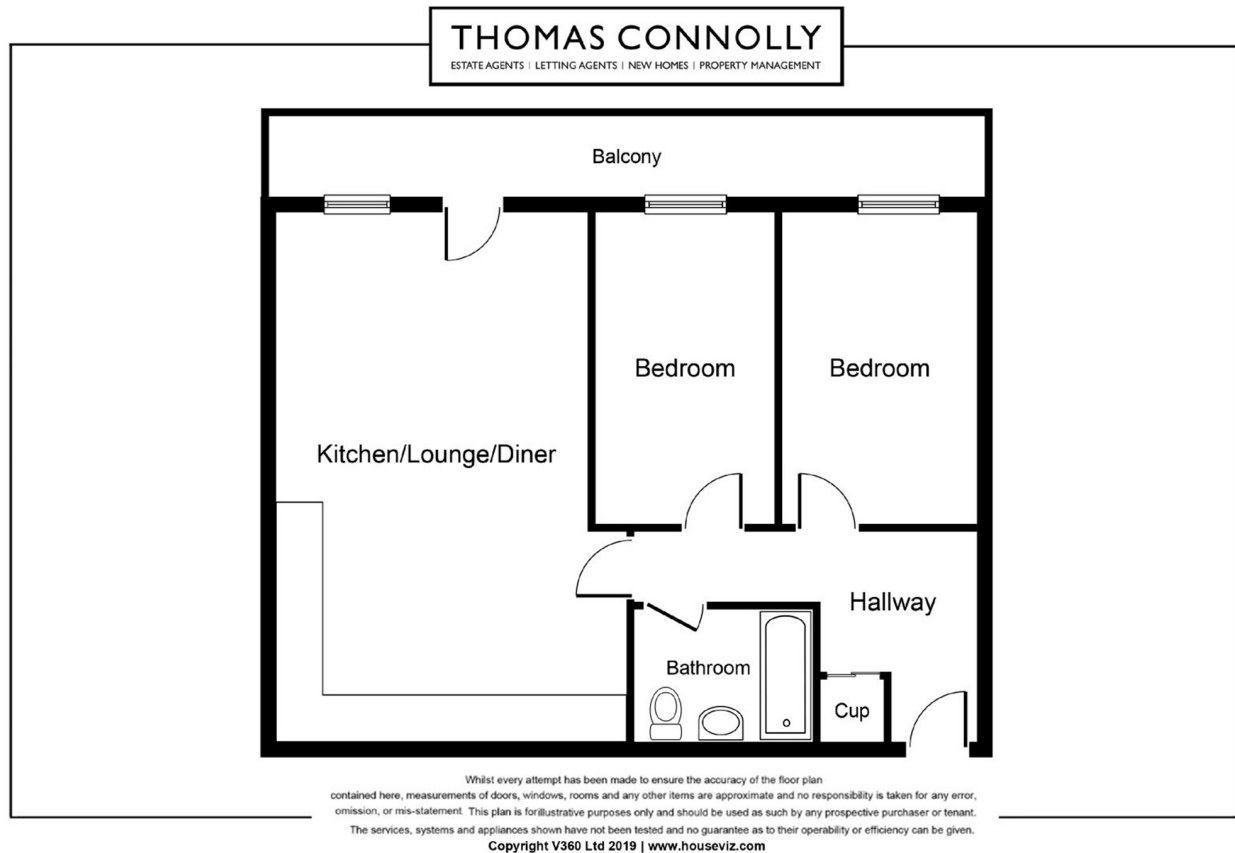 THOMAS CONNOLLY
ESTATE AGENTS | LETTING AGENTS | NEW HOMES | PROPERTY MANAGEMENT
Balcony
Bedroom
Bedroom
Kitchen/Lounge/Diner
Hallway
Bathroom
Cup
Whilst every attempt has been made to ensure the accuracy of the floor plan
contained here, measurements of doors, windows, rooms and any other items are approximate and no responsibility is taken for any error,
omission, or mis-statement. This plan is forillustrative purposes only and should be used as such by any prospective purchaser or tenant.
The services, systems and appliances shown have not been tested and no guarantee as to their operability or efficiency can be given.
Copyright V360 Ltd 2019 | www.houseviz.com